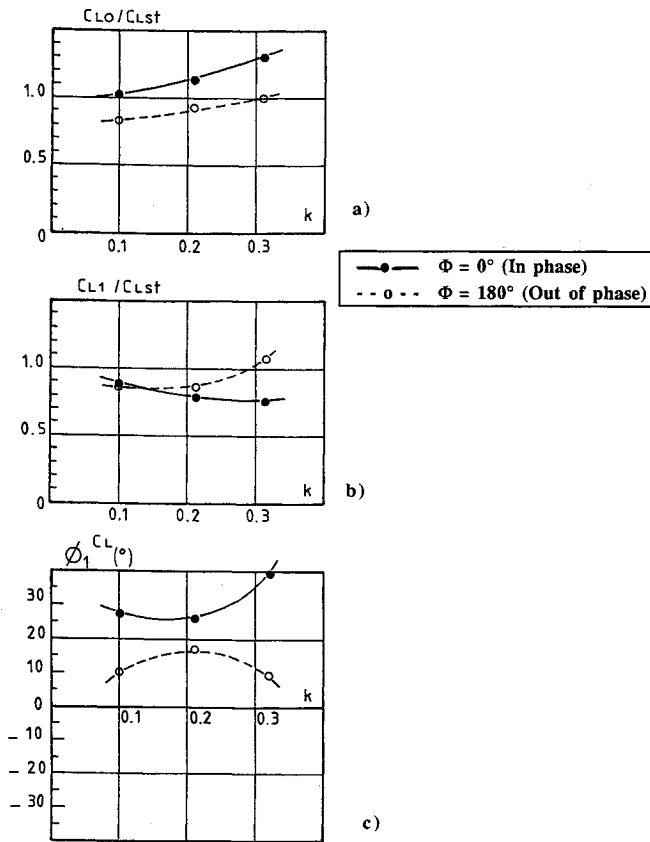 CL0/CLst
1.0
0.5
0
0.1
0.2
0.3
k
a)
Φ = 0° (In phase)
Φ = 180° (Out of phase)
CL1/CLst
1.0
0.5
0
0.1
0.2
0.3
k
b)
Ø1 CL (°)
30
20
10
0
0.1
0.2
0.3
k
- 10
- 20
- 30
c)